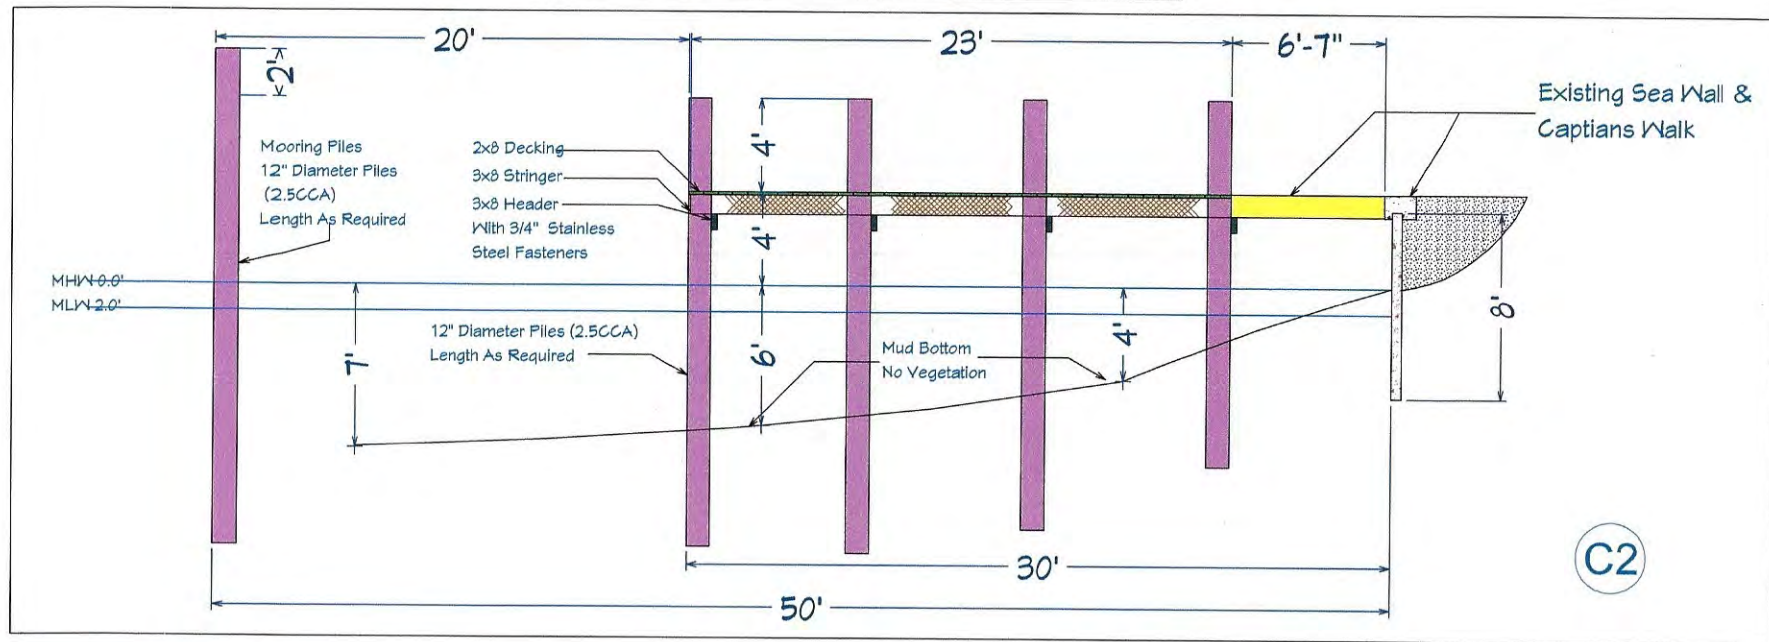 20'
23'
6'-7"
2'
Existing Sea Wall &
Captians Walk
4'
Mooring Piles
12" Diameter Piles
(2.5CCA)
Length As Required
2x8 Decking
3x8 Stringer
3x8 Header
With 3/4" Stainless
Steel Fasteners
4'
MHW 0.0'
MLW-2.0'
7'
12" Diameter Piles (2.5CCA)
Length As Required
6'
Mud Bottom
No Vegetation
4'
8'
30'
50'
C2